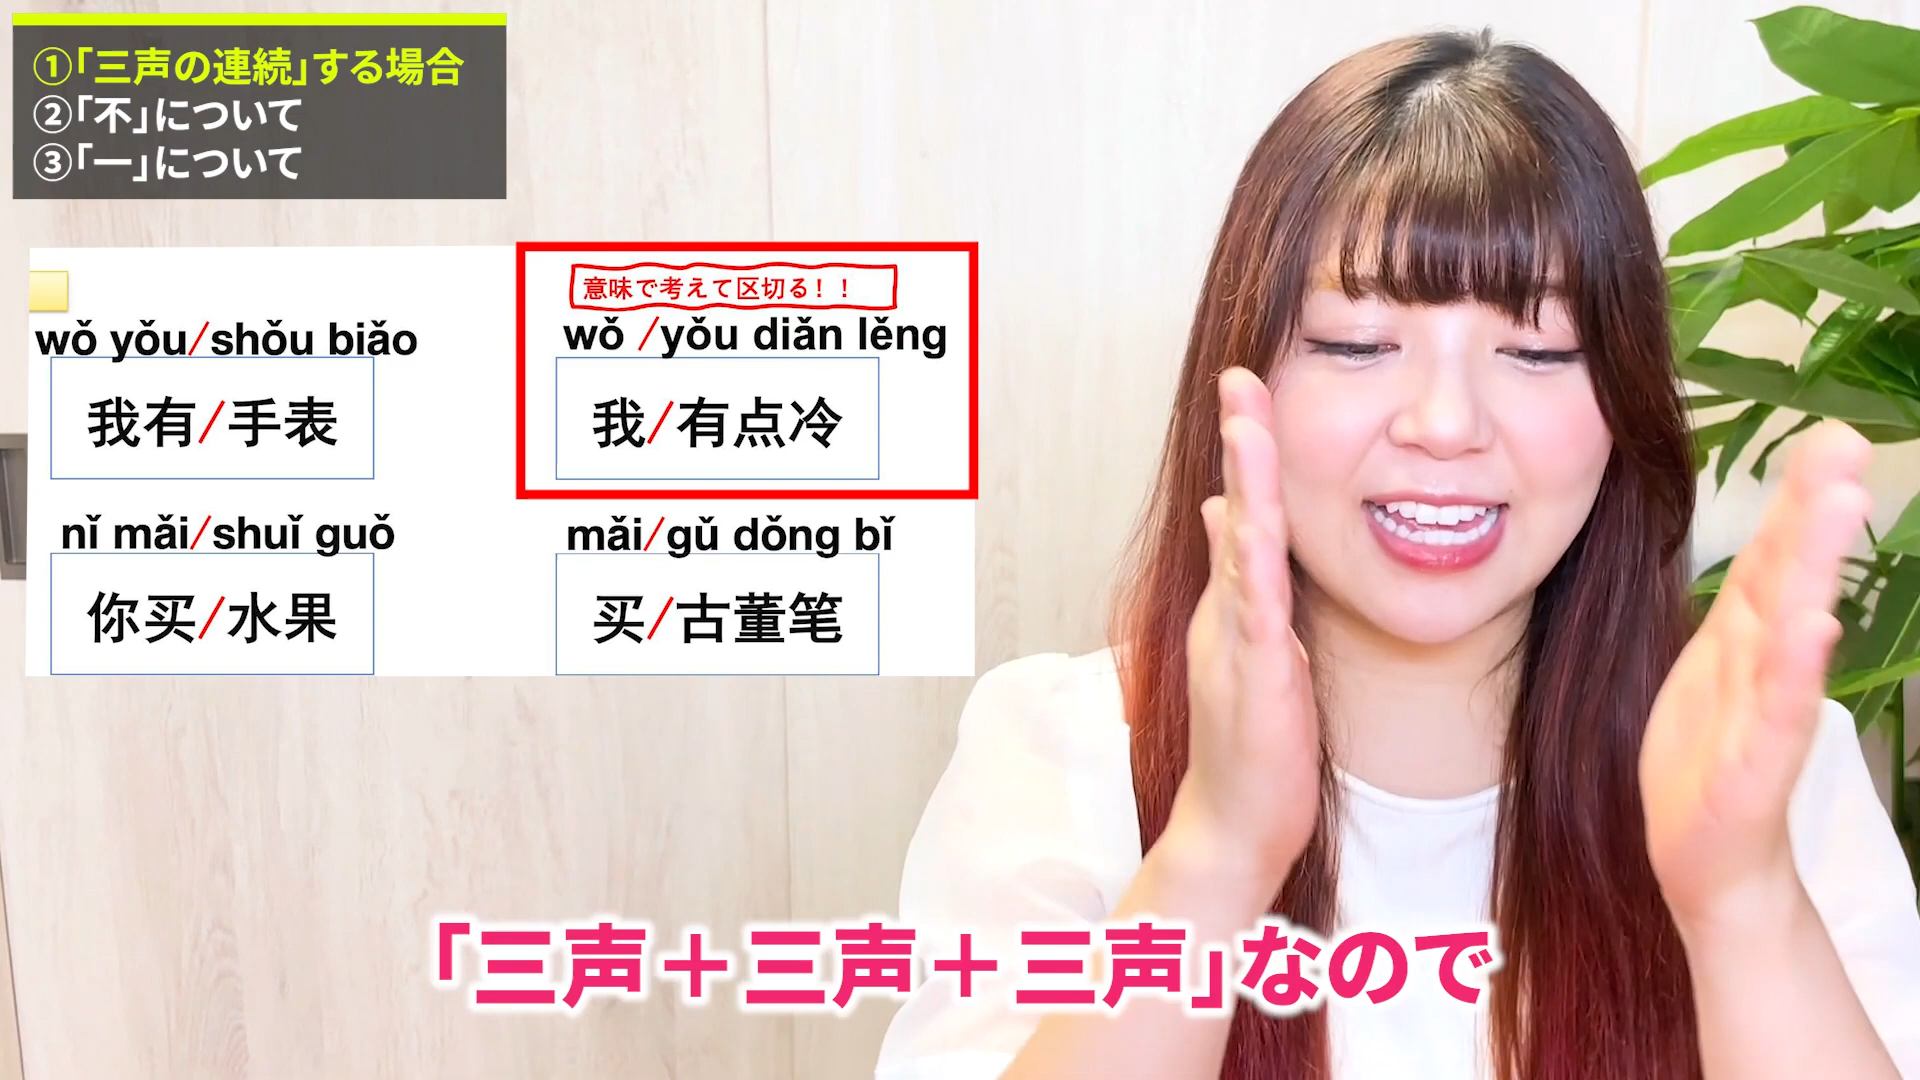 ①「三声の連続」する場合
②「不」について
③「一」について
wǒ yǒu/shǒu biǎo
我有/手表
意味で考えて区切る！！
wǒ /yǒu diǎn lěng
我/有点冷
nǐ mǎi/shuǐ guǒ
你买/水果
mǎi/gǔ dǒng bǐ
买/古董笔
「三声＋三声＋三声」なので